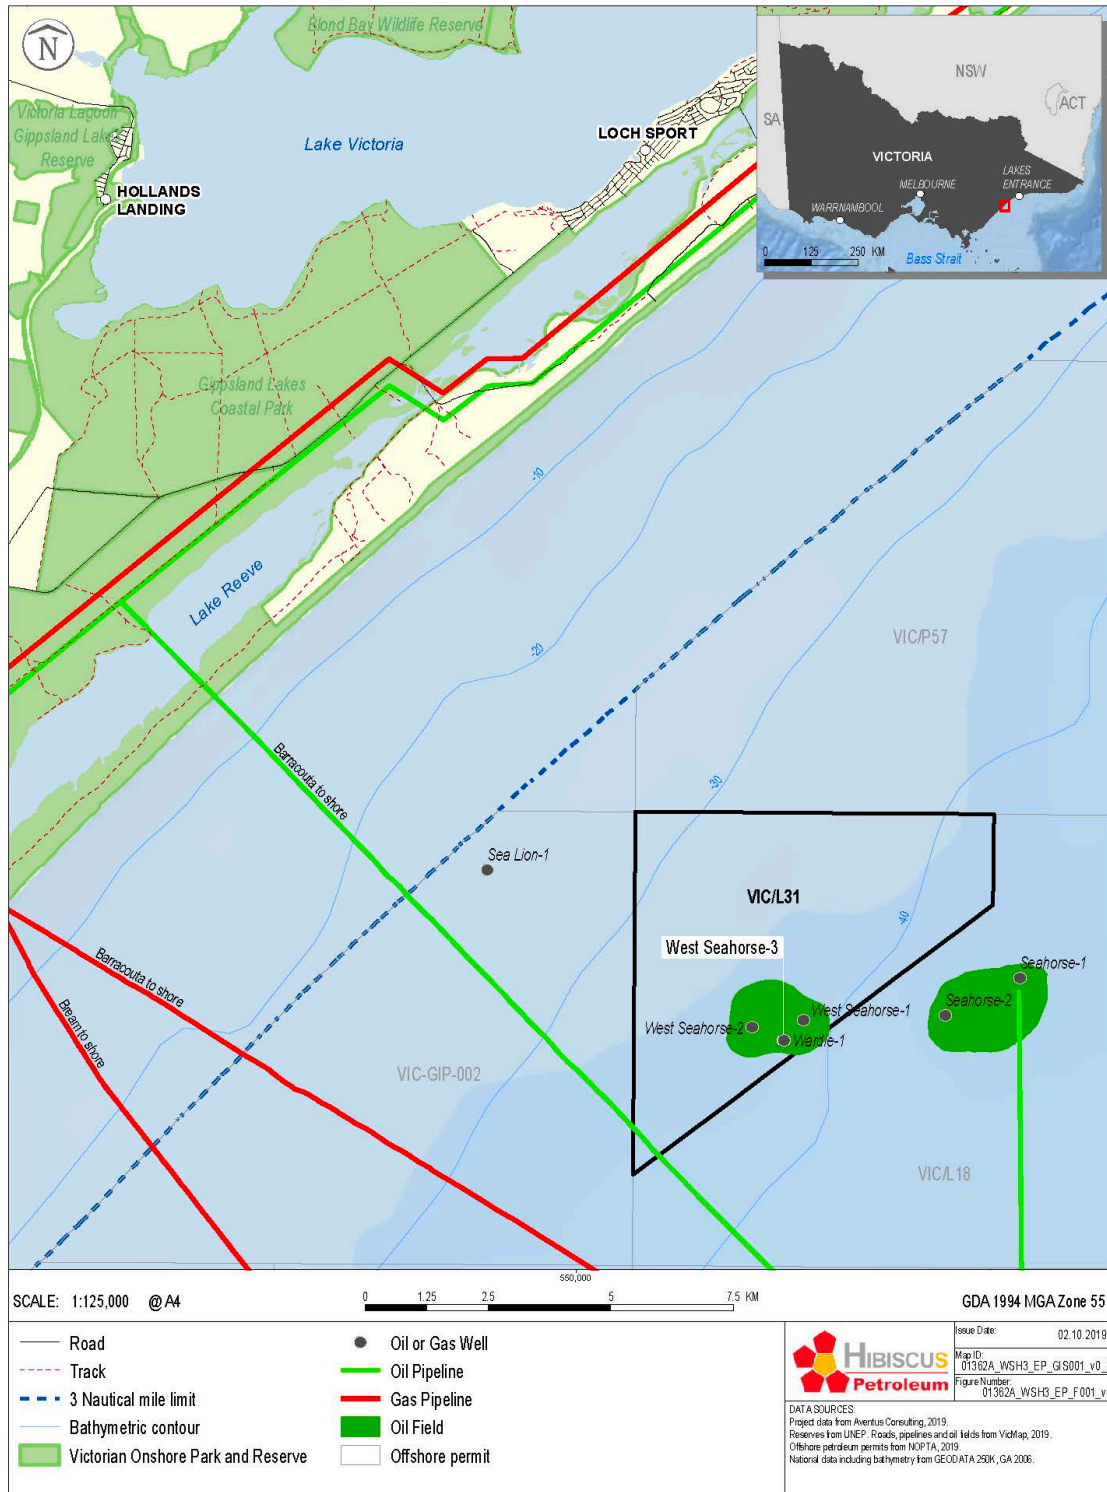 N
Blond Bay Wildlife Reserve
NSW
ACT
SA
VICTORIA
MELBOURNE
LAKES
ENTRANCE
WARRNAMBOOL
0 125 250 KM
Bass Strait
Victoria Lagoon
Gippsland Lakes
Reserve
Lake Victoria
LOCH SPORT
HOLLANDS
LANDING
Gippsland Lakes
Coastal Park
-10
Lake Reeve
-20
VIC/P57
Barracouta to shore
-30
Sea Lion-1
VIC/L31
-40
West Seahorse-3
Barracouta to shore
Seahorse-1
Seahorse-2
West Seahorse-1
West Seahorse-2
Wardie-1
Bream to shore
VIC-GIP-002
VIC/L18
550,000
SCALE: 1:125,000 @ A4
0 1.25 2.5 5 7.5 KM
GDA 1994 MGA Zone 55
Road
Track
3 Nautical mile limit
Bathymetric contour
Victorian Onshore Park and Reserve
Oil or Gas Well
Oil Pipeline
Gas Pipeline
Oil Field
Offshore permit
HIBISCUS
Petroleum
Issue Date:
02.10.2019
Map ID:
01362A_WSH3_EP_GIS001_v0_
Figure Number:
01362A_WSH3_EP_F001_v
DATA SOURCES:
Project data from Aventus Consulting, 2019.
Reserves from UNEP. Roads, pipelines and oil fields from VicMap, 2019.
Offshore petroleum permits from NOPTA, 2019.
National data including bathymetry from GEODATA 250K, GA 2006.